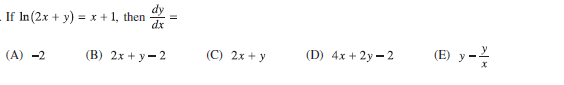 . If ln(2x + y) = x + 1, then dy/dx =
(A) −2 (B) 2x + y − 2 (C) 2x + y (D) 4x + 2y − 2 (E) y − y/x